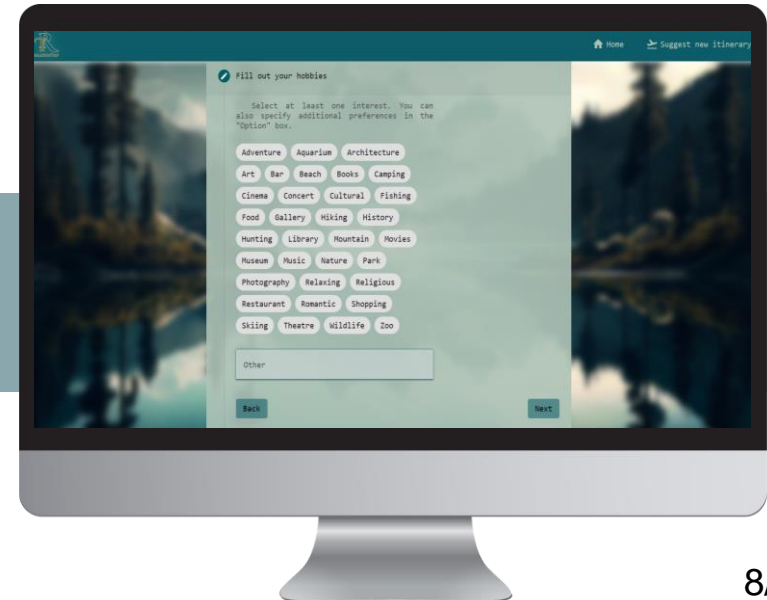 Home Suggest new itinerary
Fill out your hobbies
Select at least one interest. You can
also specify additional preferences in the
"Option" box.
Adventure Aquarium Architecture
Art Bar Beach Books Camping
Cinema Concert Cultural Fishing
Food Gallery Hiking History
Hunting Library Mountain Movies
Museum Music Nature Park
Photography Relaxing Religious
Restaurant Romantic Shopping
Skiing Theatre Wildlife Zoo
Other
Back Next
8/